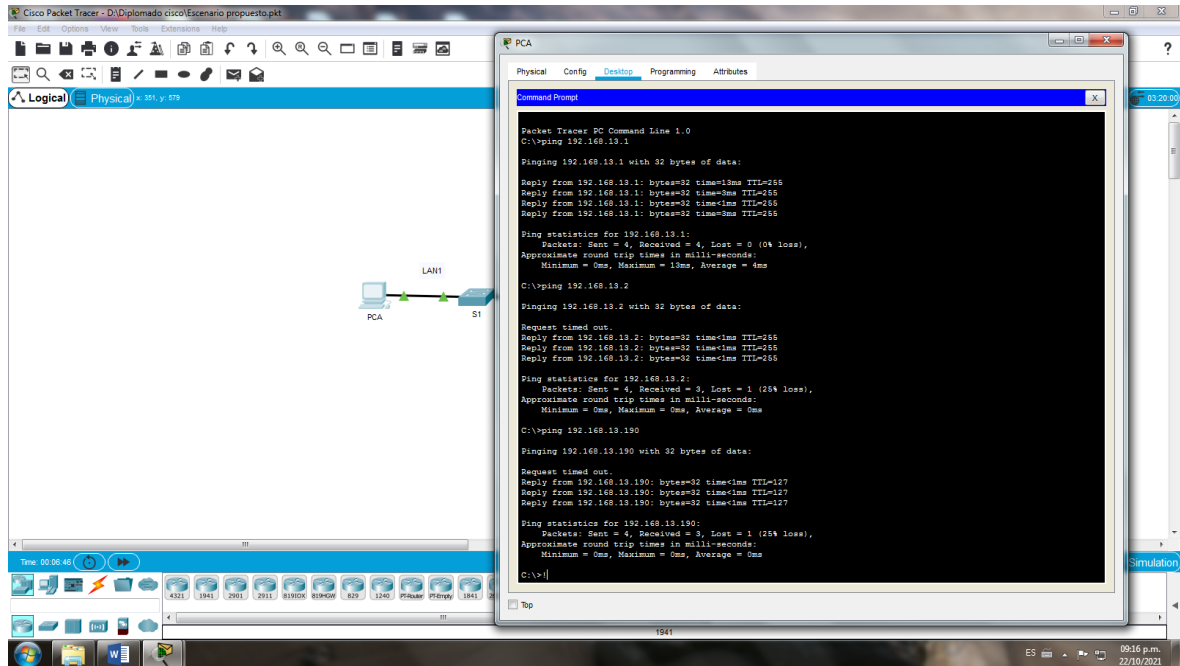 Cisco Packet Tracer - D:\Diplomado cisco\Escenario propuesto.pkt
File Edit Options View Tools Extensions Help
?
Logical Physical x: 351, y: 579
03:20:00
LAN1
PCA
S1
PCA
Physical Config Desktop Programming Attributes
Command Prompt
X
Packet Tracer PC Command Line 1.0
C:\>ping 192.168.13.1
Pinging 192.168.13.1 with 32 bytes of data:
Reply from 192.168.13.1: bytes=32 time=13ms TTL=255
Reply from 192.168.13.1: bytes=32 time=3ms TTL=255
Reply from 192.168.13.1: bytes=32 time<1ms TTL=255
Reply from 192.168.13.1: bytes=32 time=3ms TTL=255
Ping statistics for 192.168.13.1:
Packets: Sent = 4, Received = 4, Lost = 0 (0% loss),
Approximate round trip times in milli-seconds:
Minimum = 0ms, Maximum = 13ms, Average = 4ms
C:\>ping 192.168.13.2
Pinging 192.168.13.2 with 32 bytes of data:
Request timed out.
Reply from 192.168.13.2: bytes=32 time<1ms TTL=255
Reply from 192.168.13.2: bytes=32 time<1ms TTL=255
Reply from 192.168.13.2: bytes=32 time<1ms TTL=255
Ping statistics for 192.168.13.2:
Packets: Sent = 4, Received = 3, Lost = 1 (25% loss),
Approximate round trip times in milli-seconds:
Minimum = 0ms, Maximum = 0ms, Average = 0ms
C:\>ping 192.168.13.190
Pinging 192.168.13.190 with 32 bytes of data:
Request timed out.
Reply from 192.168.13.190: bytes=32 time<1ms TTL=127
Reply from 192.168.13.190: bytes=32 time<1ms TTL=127
Reply from 192.168.13.190: bytes=32 time<1ms TTL=127
Ping statistics for 192.168.13.190:
Packets: Sent = 4, Received = 3, Lost = 1 (25% loss),
Approximate round trip times in milli-seconds:
Minimum = 0ms, Maximum = 0ms, Average = 0ms
C:\>!
Top
Time: 00:06:46
Simulation
4321 1941 2901 2911 819IOX 819HGW 829 1240 PT-Router PT-Empty 1841
1941
ES
09:16 p.m.
22/10/2021